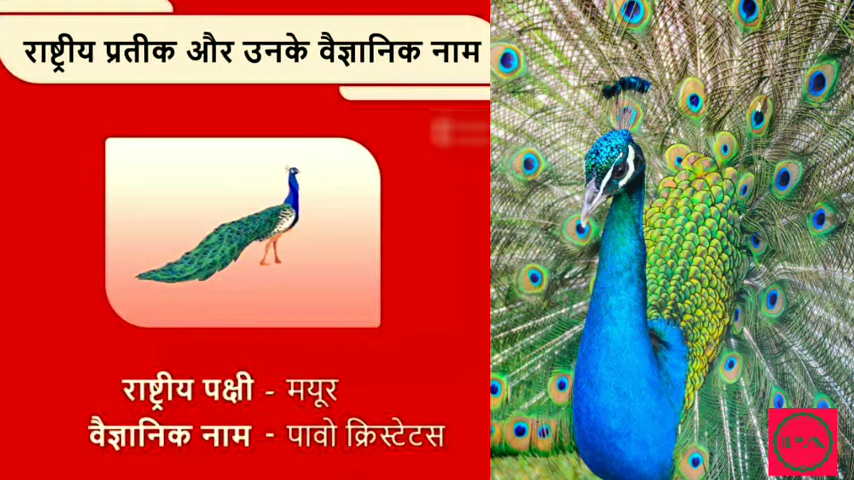 राष्ट्रीय प्रतीक और उनके वैज्ञानिक नाम
राष्ट्रीय पक्षी - मयूर
वैज्ञानिक नाम - पावो क्रिस्टेटस